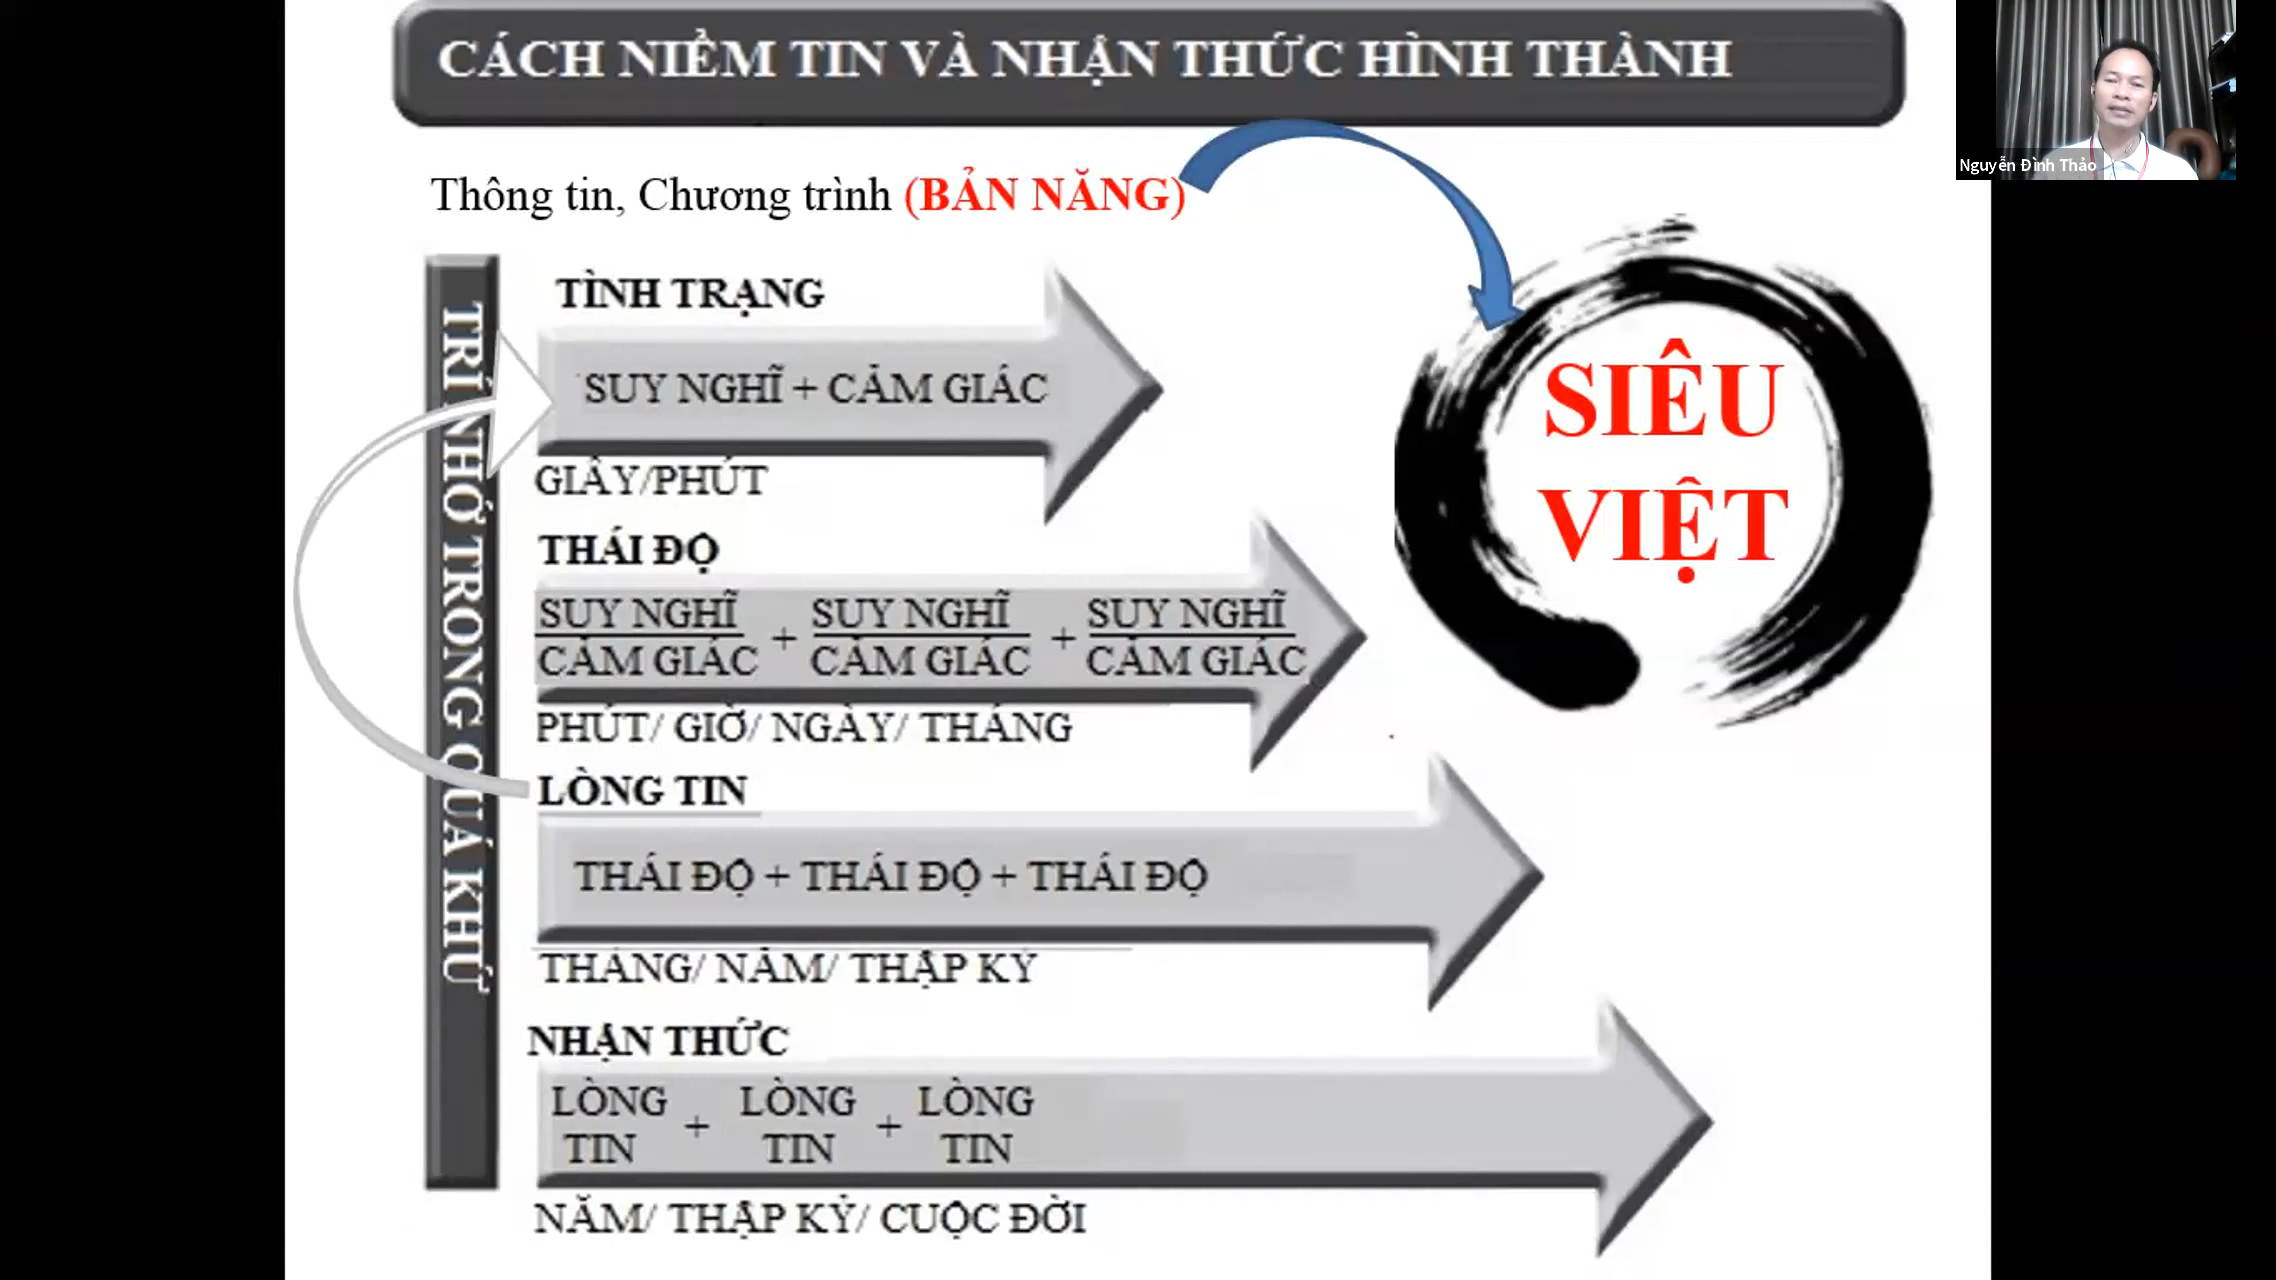 CÁCH NIỀM TIN VÀ NHẬN THỨC HÌNH THÀNH
Nguyễn Đình Thảo
Thông tin, Chương trình (BẢN NĂNG)
TRÍ NHỚ TRONG QUÁ KHỨ
TÌNH TRẠNG
SUY NGHĨ + CẢM GIÁC
GIÂY/PHÚT
SIÊU
VIỆT
THÁI ĐỘ
SUY NGHĨ + SUY NGHĨ + SUY NGHĨ
CẢM GIÁC CẢM GIÁC CẢM GIÁC
PHÚT/ GIỜ/ NGÀY/ THÁNG
LÒNG TIN
THÁI ĐỘ + THÁI ĐỘ + THÁI ĐỘ
THÁNG/ NĂM/ THẬP KỶ
NHẬN THỨC
LÒNG + LÒNG + LÒNG
TIN TIN TIN
NĂM/ THẬP KỶ/ CUỘC ĐỜI